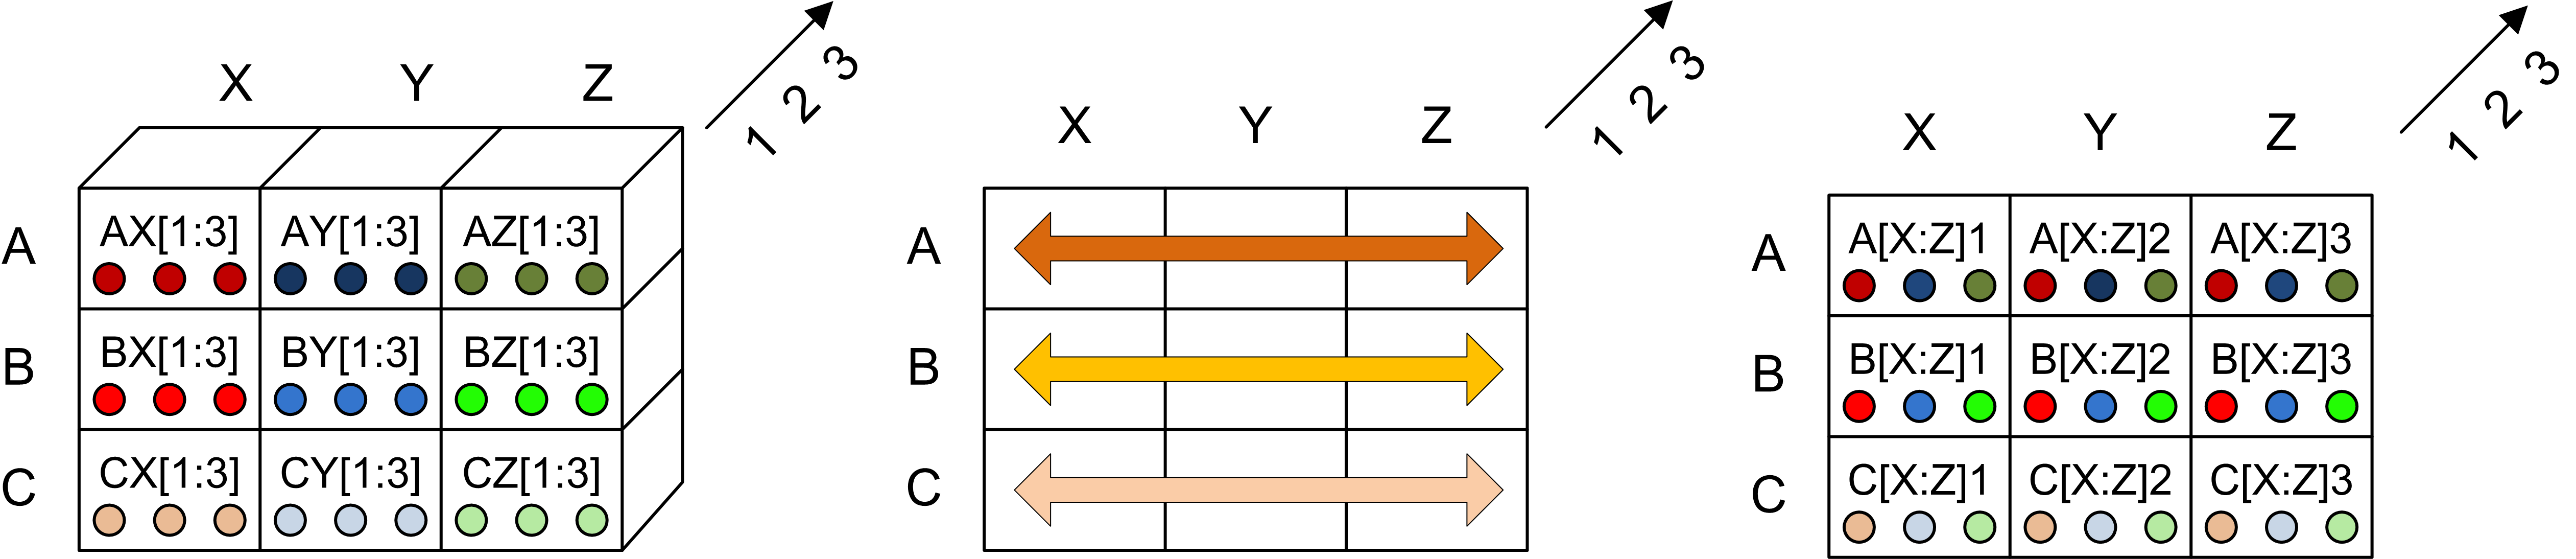 X Y Z 1 2 3
A AX[1:3] AY[1:3] AZ[1:3]
B BX[1:3] BY[1:3] BZ[1:3]
C CX[1:3] CY[1:3] CZ[1:3]
X Y Z 1 2 3
A
B
C
X Y Z 1 2 3
A A[X:Z]1 A[X:Z]2 A[X:Z]3
B B[X:Z]1 B[X:Z]2 B[X:Z]3
C C[X:Z]1 C[X:Z]2 C[X:Z]3